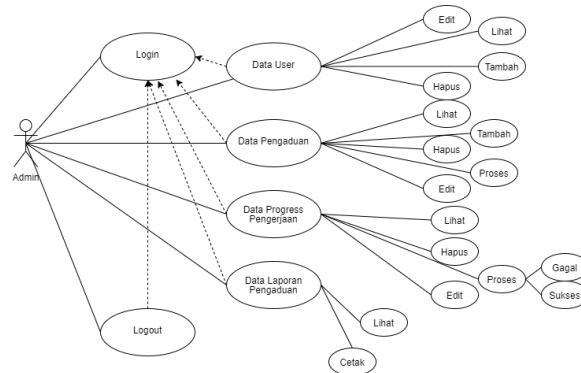 Edit
Lihat
Login
Data User
Tambah
Hapus
Lihat
Tambah
Data Pengaduan
Hapus
Proses
Admin
Edit
Data Progress
Pengerjaan
Lihat
Hapus
Gagal
Proses
Data Laporan
Pengaduan
Edit
Sukses
Logout
Lihat
Cetak